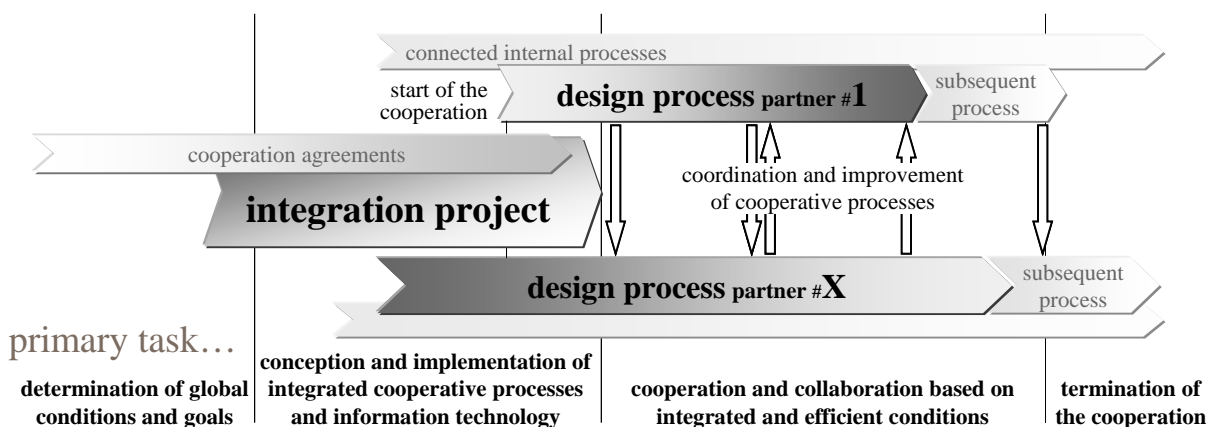 connected internal processes
start of the
cooperation
design process partner #1
subsequent
process
cooperation agreements
integration project
coordination and improvement
of cooperative processes
design process partner #X
subsequent
process
primary task…
determination of global
conditions and goals
conception and implementation of
integrated cooperative processes
and information technology
cooperation and collaboration based on
integrated and efficient conditions
termination of
the cooperation